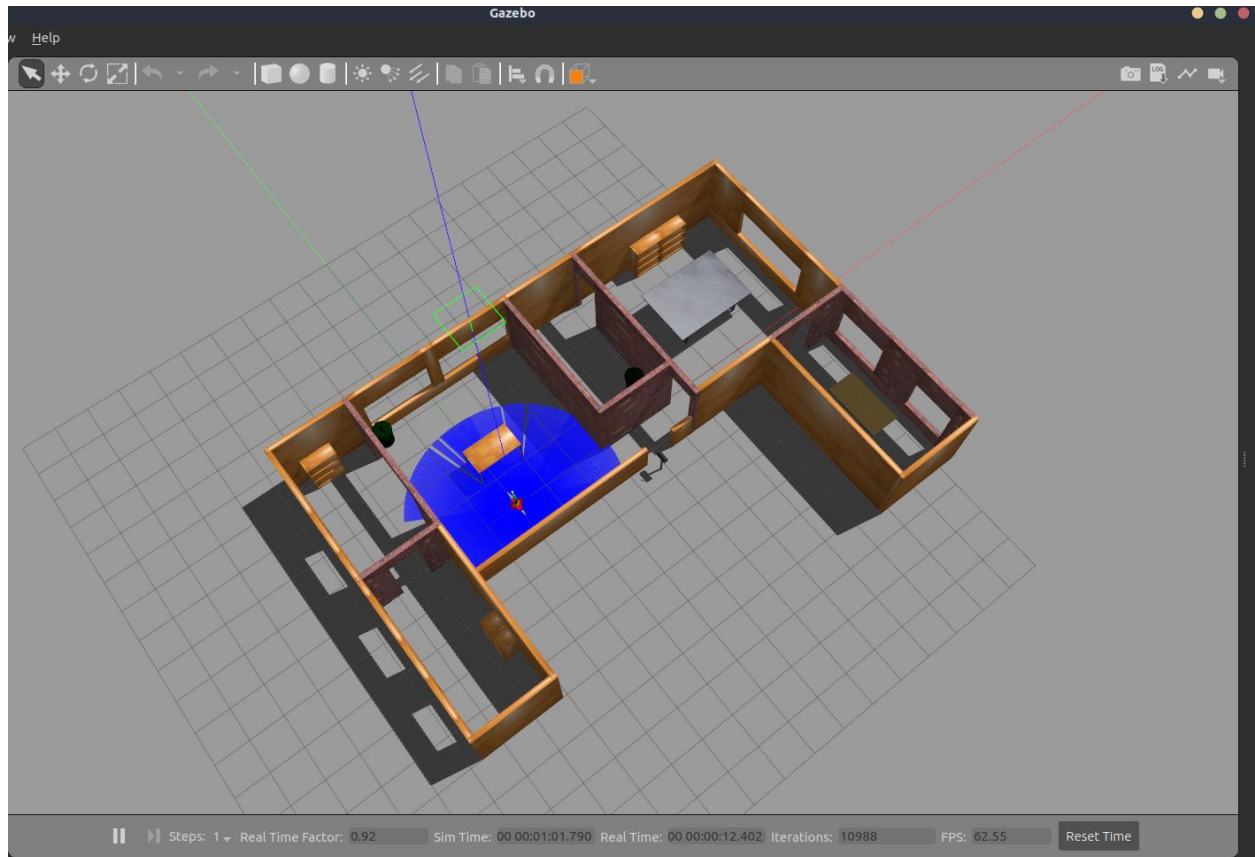 Gazebo
w Help
LOG
Steps: 1 Real Time Factor: 0.92 Sim Time: 00 00:01:01.790 Real Time: 00 00:00:12.402 Iterations: 10988 FPS: 62.55 Reset Time